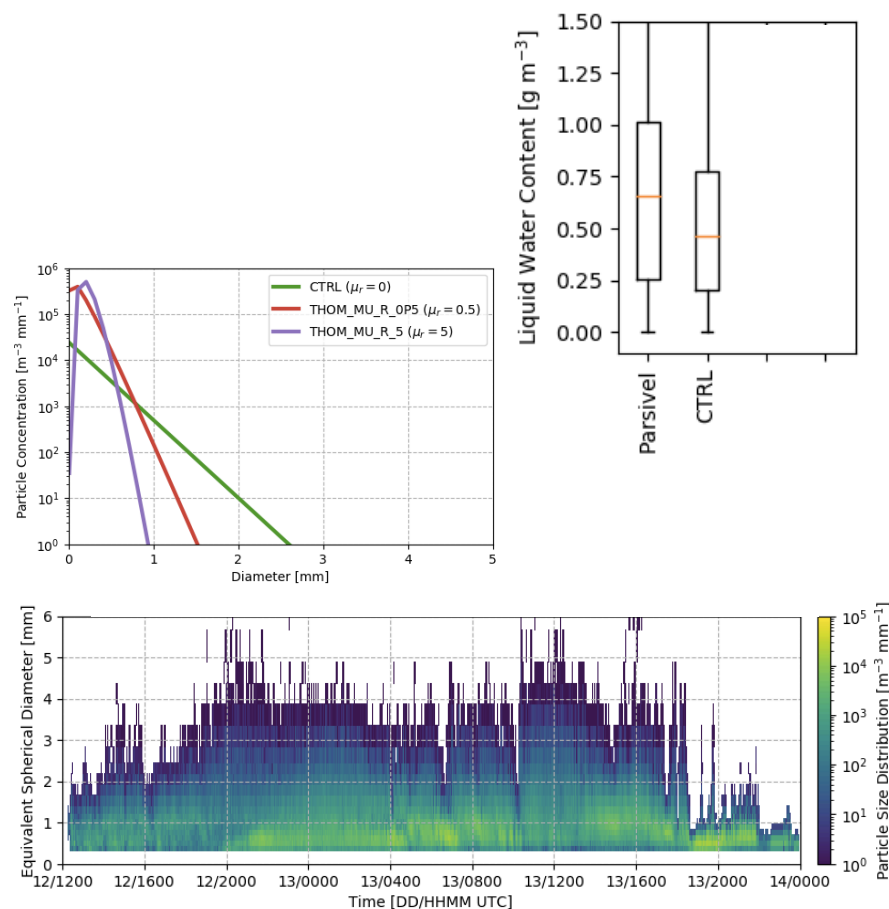 1.50
1.25
1.00
0.75
0.50
0.25
0.00
Liquid Water Content [g m⁻³]
Parsivel
CTRL
10⁶
10⁵
10⁴
10³
10²
10¹
10⁰
Particle Concentration [m⁻³ mm⁻¹]
CTRL (μᵣ = 0)
THOM_MU_R_0P5 (μᵣ = 0.5)
THOM_MU_R_5 (μᵣ = 5)
0 1 2 3 4 5
Diameter [mm]
6
5
4
3
2
1
0
Equivalent Spherical Diameter [mm]
12/1200 12/1600 12/2000 13/0000 13/0400 13/0800 13/1200 13/1600 13/2000 14/0000
Time [DD/HHMM UTC]
10⁵
10⁴
10³
10²
10¹
10⁰
Particle Size Distribution [m⁻³ mm⁻¹]